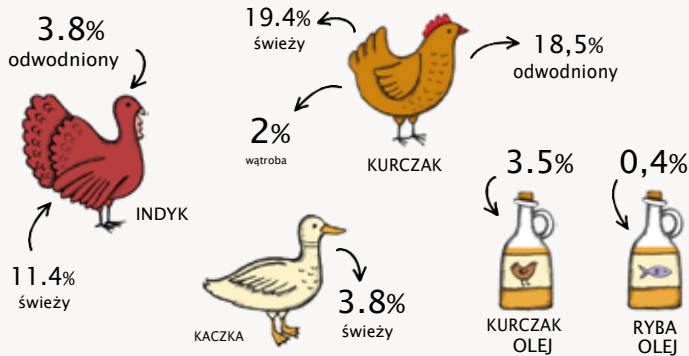 3.8%
odwodniony
INDYK
11.4%
świeży
19.4%
świeży
18,5%
odwodniony
2%
wątroba
KURCZAK
3.8%
świeży
KACZKA
3.5%
KURCZAK
OLEJ
0,4%
RYBA
OLEJ